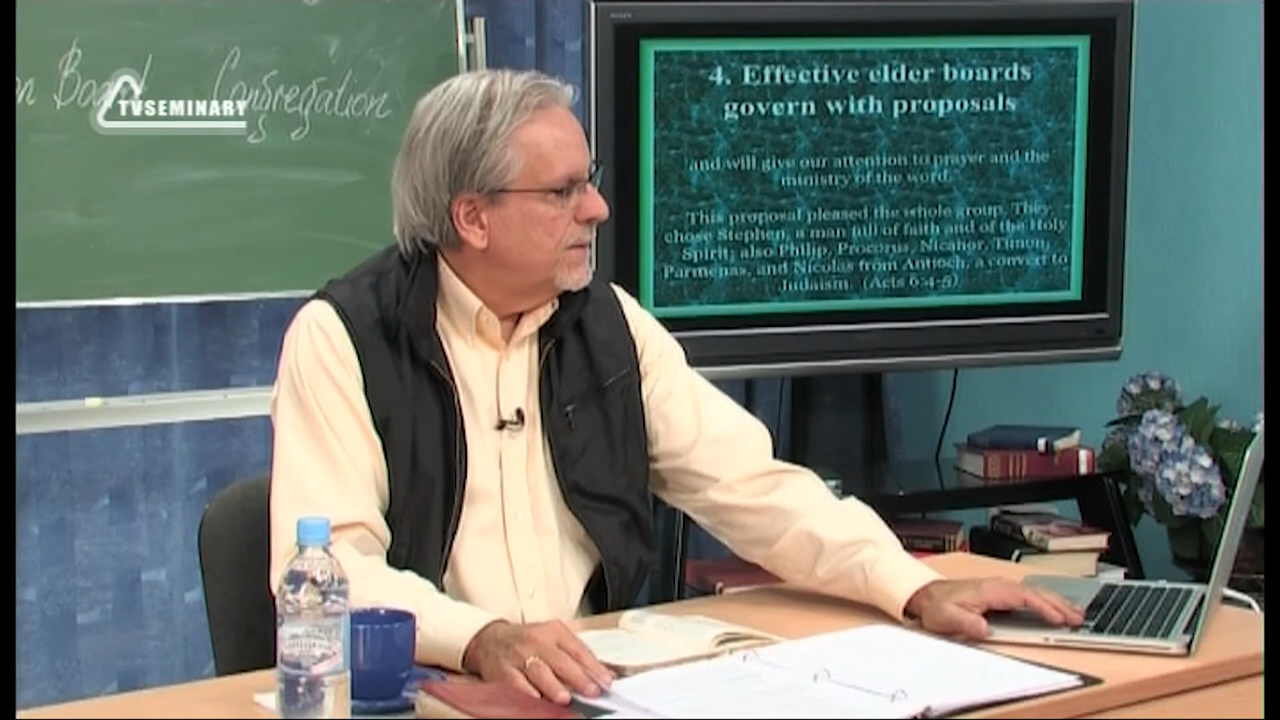 on Board Congregation
TVSEMINARY
4. Effective elder boards
govern with proposals
and will give our attention to prayer and the
ministry of the word.”
This proposal pleased the whole group. They
chose Stephen, a man full of faith and of the Holy
Spirit; also Philip, Procorus, Nicanor, Timon,
Parmenas, and Nicolas from Antioch, a convert to
Judaism. (Acts 6:4-5)